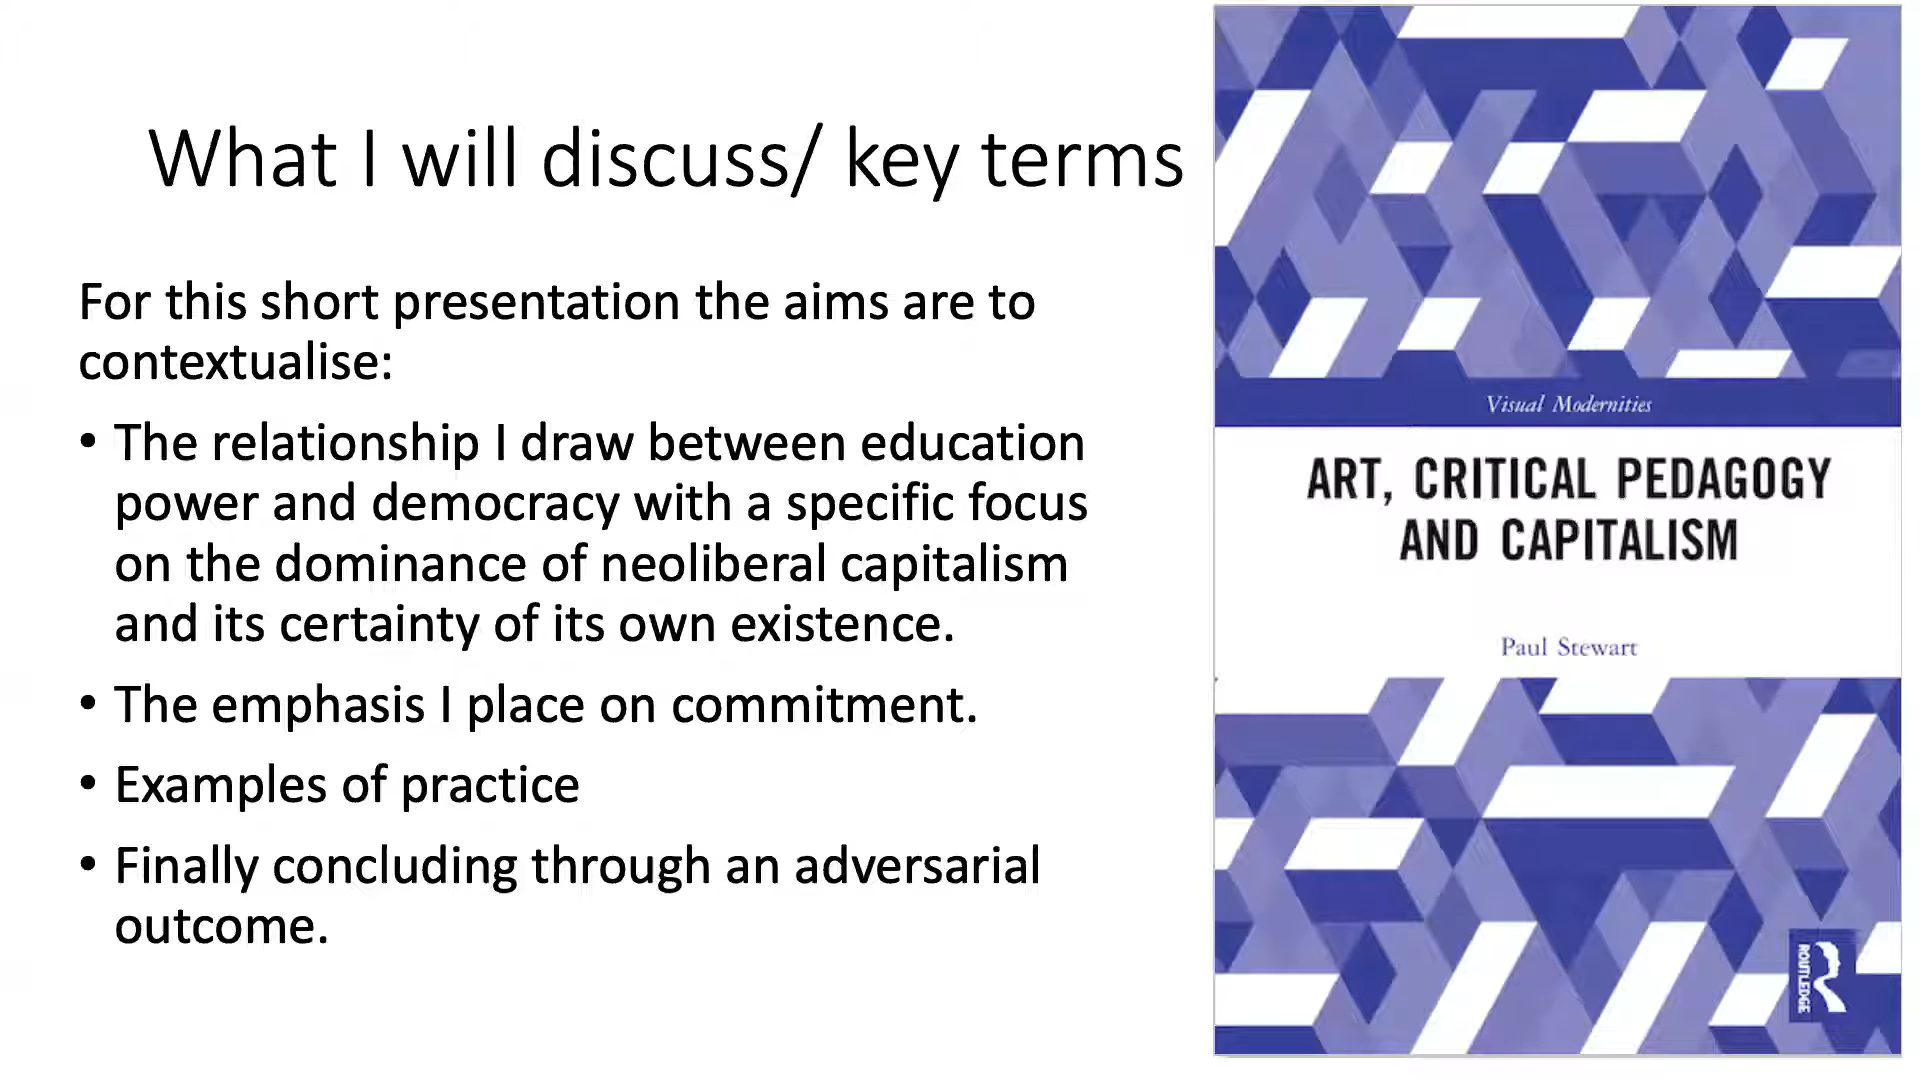 What I will discuss/ key terms
For this short presentation the aims are to
contextualise:
• The relationship I draw between education
power and democracy with a specific focus
on the dominance of neoliberal capitalism
and its certainty of its own existence.
• The emphasis I place on commitment.
• Examples of practice
• Finally concluding through an adversarial
outcome.
Visual Modernities
ART, CRITICAL PEDAGOGY
AND CAPITALISM
Paul Stewart
ROUTLEDGE